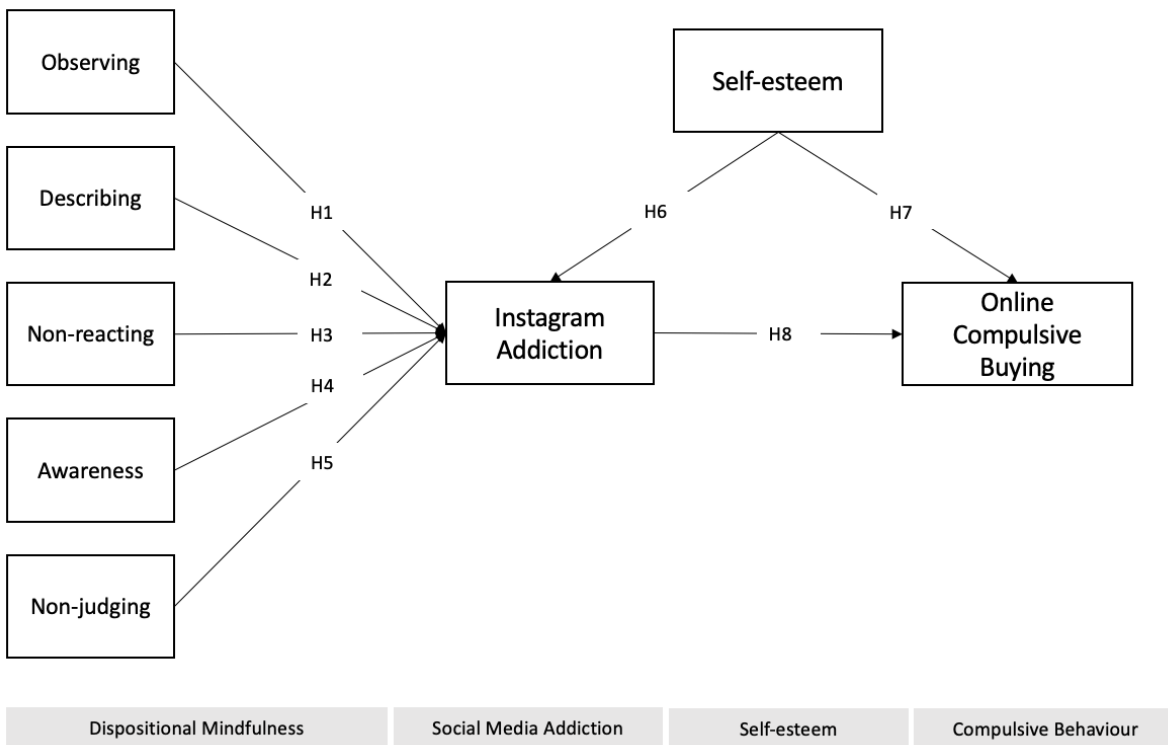 Observing
Describing
Non-reacting
Awareness
Non-judging
H1
H2
H3
H4
H5
Self-esteem
H6
H7
Instagram
Addiction
H8
Online
Compulsive
Buying
Dispositional Mindfulness
Social Media Addiction
Self-esteem
Compulsive Behaviour